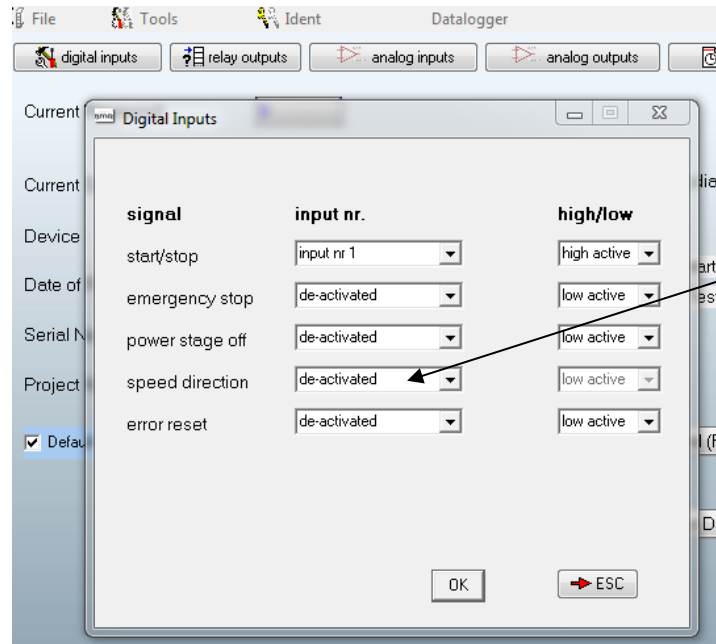 File Tools Ident Datalogger
digital inputs relay outputs analog inputs analog outputs
Current
Digital Inputs
Current
signal input nr. high/low
Device
start/stop input nr 1 high active
Date of
emergency stop de-activated low active
Serial N
power stage off de-activated low active
Project
speed direction de-activated low active
error reset de-activated low active
Defau
D
OK ESC